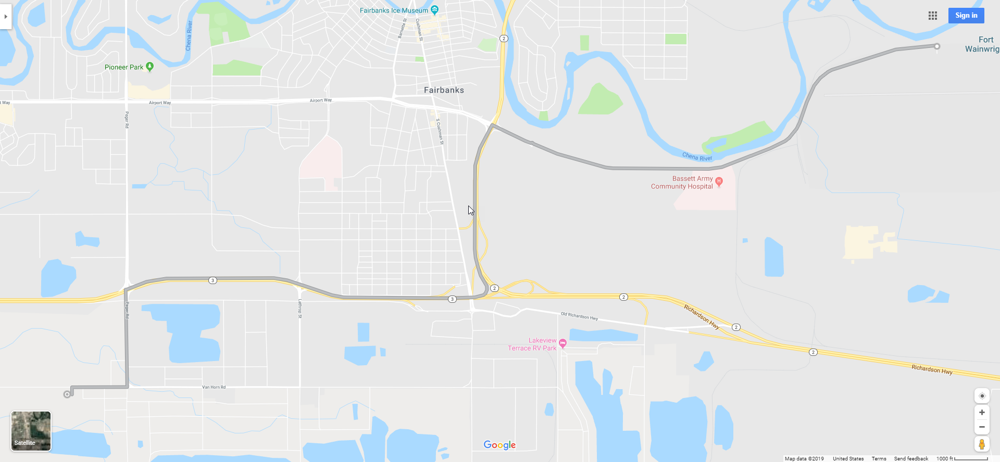 Fairbanks Ice Museum
Sign in
Barnette St
Cushman St
Chena River
2
Fort
Wainwrig
Pioneer Park
Fairbanks
t Way
Airport Way
Airport Way
Peger Rd
S Cushman St
Chena River
Bassett Army
Community Hospital
H
3
2
3
2
Peger Rd
Lathrop St
Old Richardson Hwy
Richardson Hwy
2
Lakeview
Terrace RV Park
2
Richardson Hwy
Van Horn Rd
Satellite
Google
Map data ©2019 United States Terms Send feedback 1000 ft